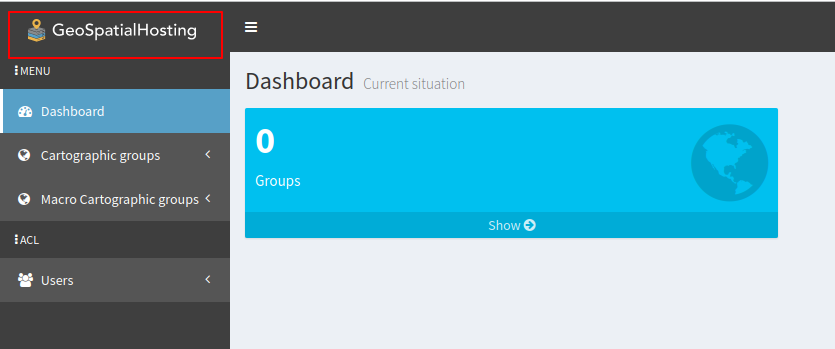 GeoSpatialHosting
MENU
Dashboard
Cartographic groups
Macro Cartographic groups
ACL
Users
Dashboard Current situation
0
Groups
Show